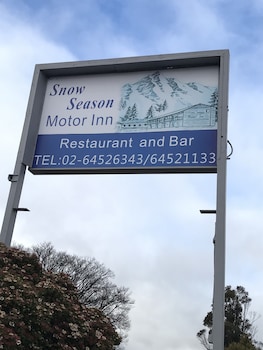 Snow
Season
Motor Inn
Restaurant and Bar
TEL:02-64526343/64521133